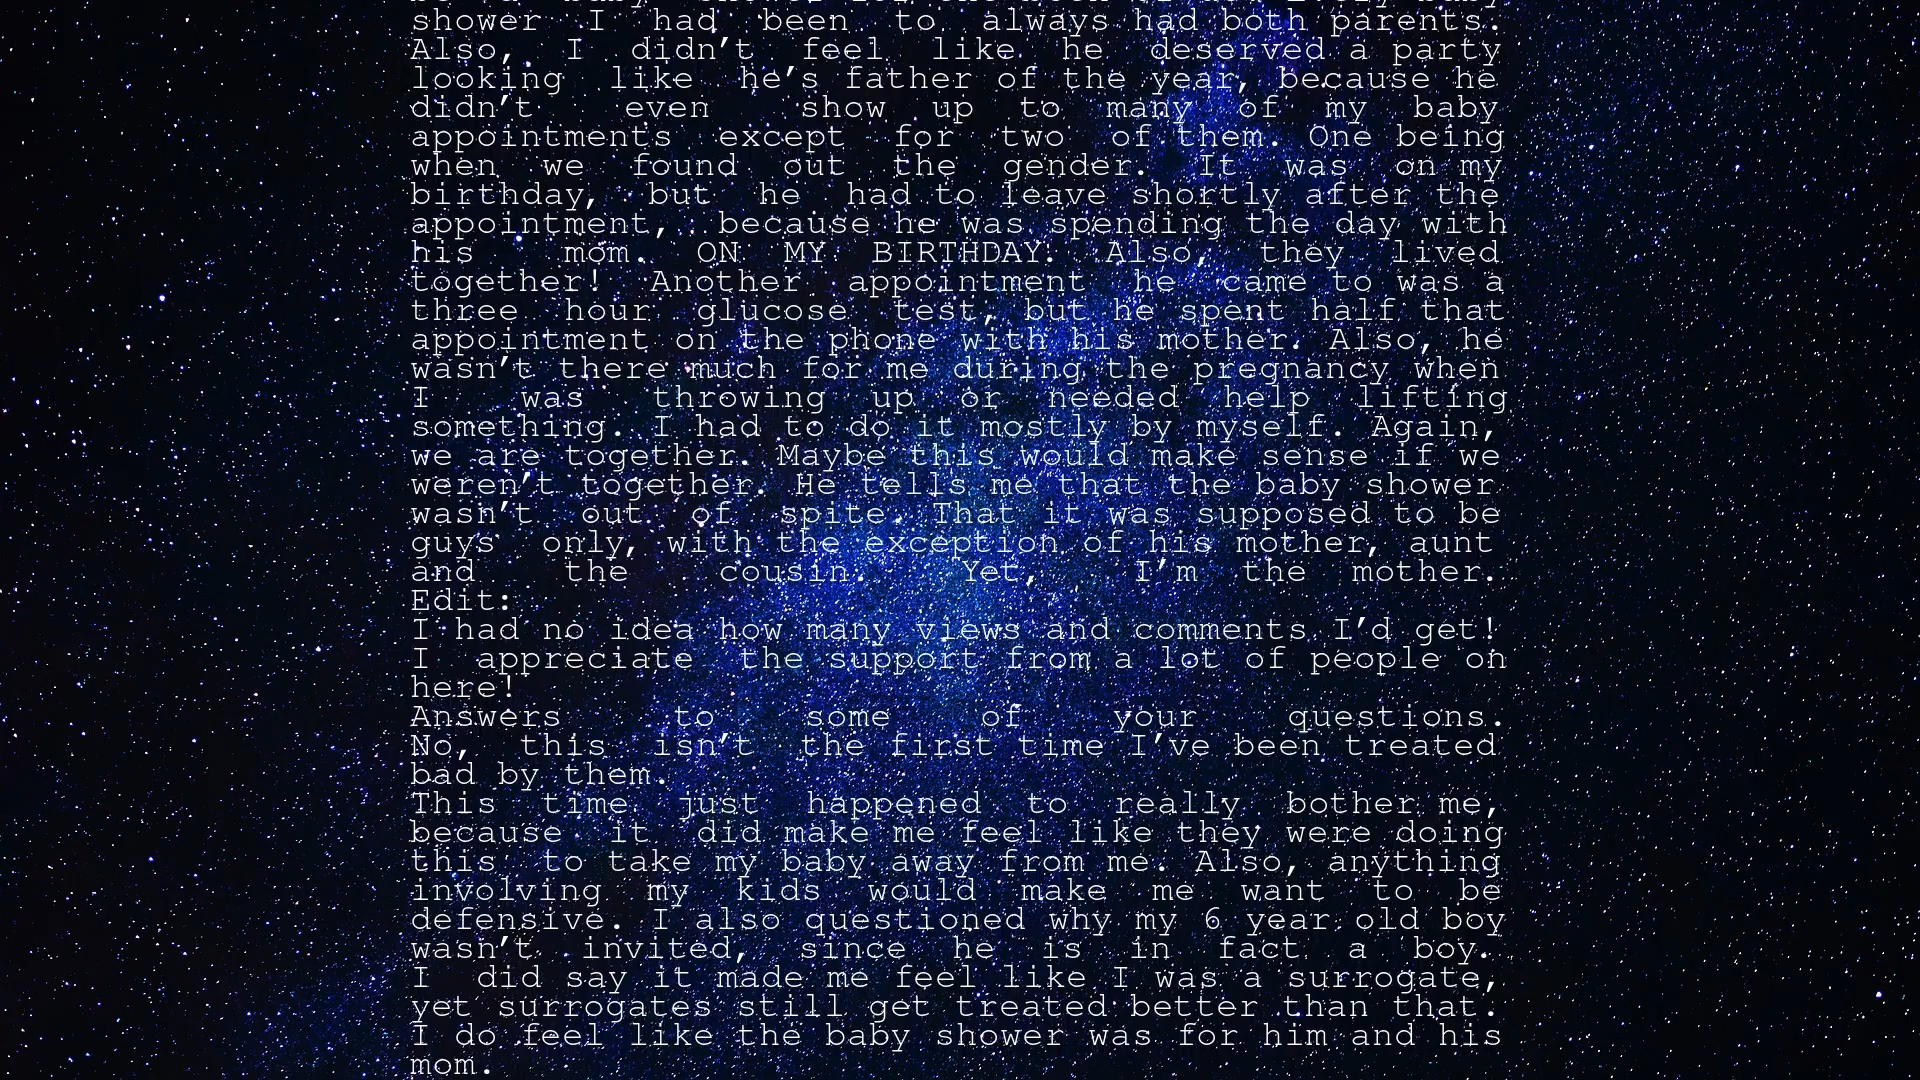 shower I had been to always had both parents.
Also, I didn't feel like he deserved a party
looking like he's father of the year, because he
didn't even show up to many of my baby
appointments except for two of them. One being
when we found out the gender. It was on my
birthday, but he had to leave shortly after the
appointment, because he was spending the day with
his mom. ON MY BIRTHDAY. Also, they lived
together! Another appointment he came to was a
three hour glucose test, but he spent half that
appointment on the phone with his mother. Also, he
wasn't there much for me during the pregnancy when
I was throwing up or needed help lifting
something. I had to do it mostly by myself. Again,
we are together. Maybe this would make sense if we
weren't together. He tells me that the baby shower
wasn't out of spite. That it was supposed to be
guys only, with the exception of his mother, aunt
and the cousin. Yet, I'm the mother.
Edit:
I had no idea how many views and comments I'd get!
I appreciate the support from a lot of people on
here!
Answers to some of your questions.
No, this isn't the first time I've been treated
bad by them.
This time just happened to really bother me,
because it did make me feel like they were doing
this to take my baby away from me. Also, anything
involving my kids would make me want to be
defensive. I also questioned why my 6 year old boy
wasn't invited, since he is in fact a boy.
I did say it made me feel like I was a surrogate,
yet surrogates still get treated better than that.
I do feel like the baby shower was for him and his
mom.